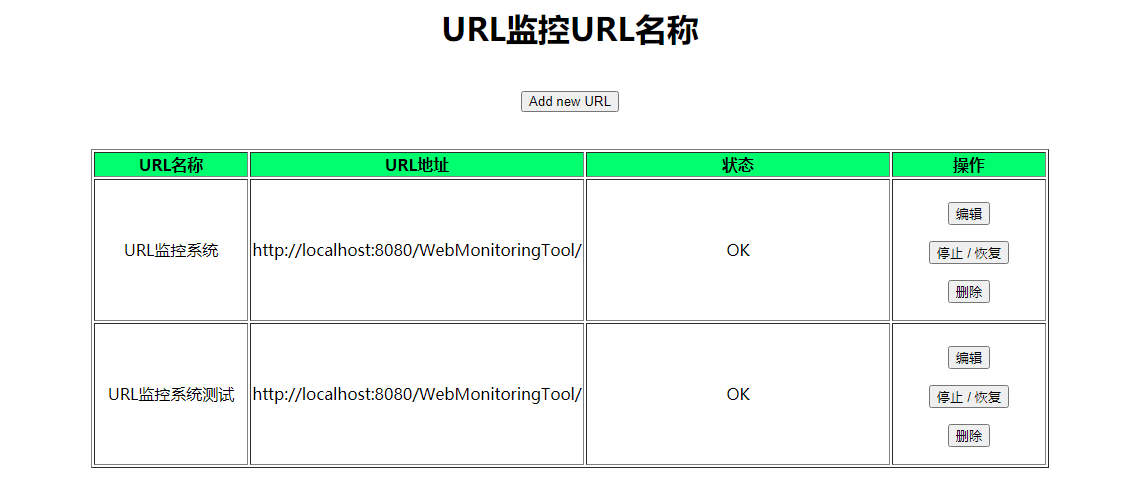 URL监控URL名称
Add new URL
URL名称 URL地址 状态 操作
URL监控系统 http://localhost:8080/WebMonitoringTool/ OK 编辑
停止 / 恢复
删除
URL监控系统测试 http://localhost:8080/WebMonitoringTool/ OK 编辑
停止 / 恢复
删除